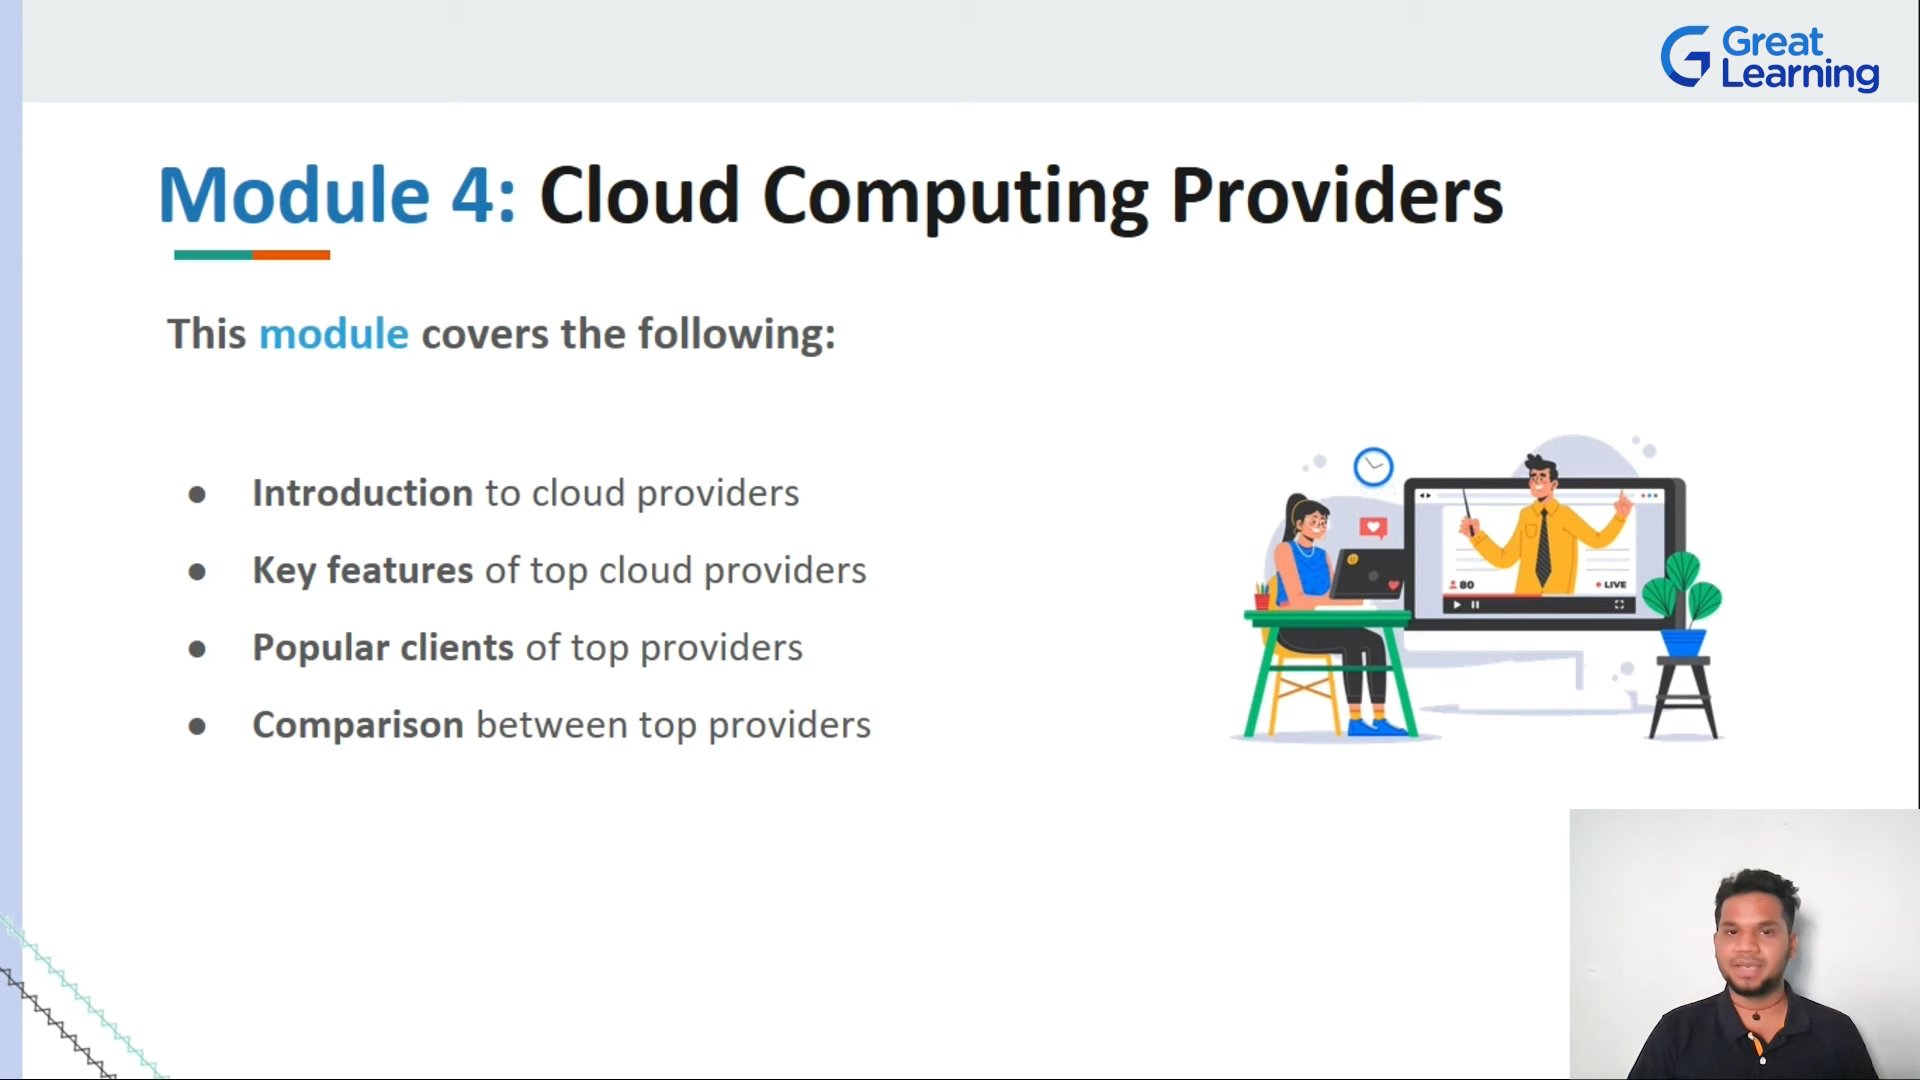 Great
Learning
Module 4: Cloud Computing Providers
This module covers the following:
● Introduction to cloud providers
● Key features of top cloud providers
● Popular clients of top providers
● Comparison between top providers
80
LIVE